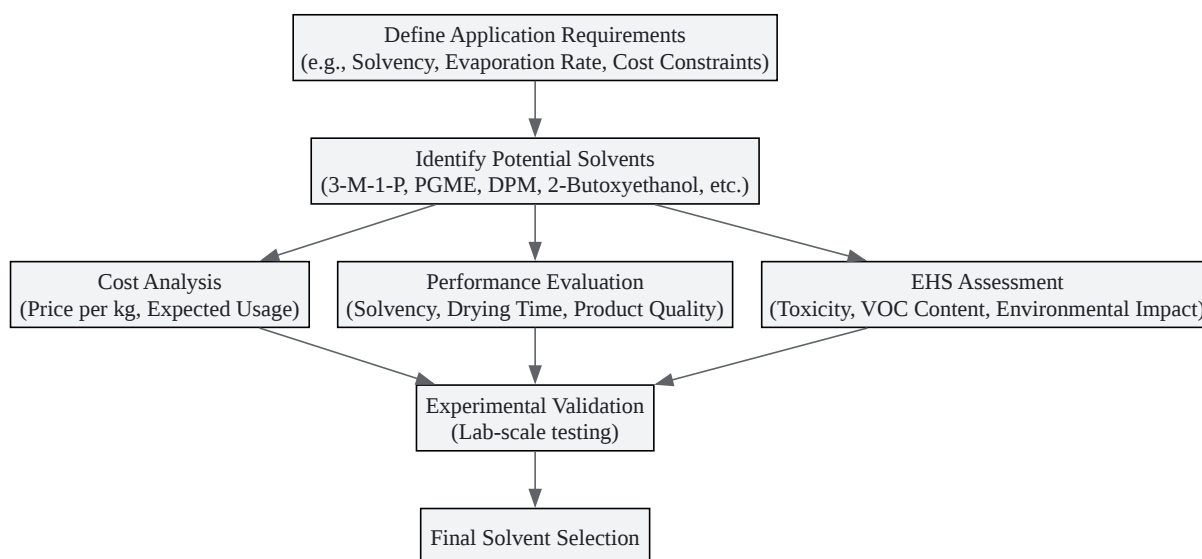 Define Application Requirements
(e.g., Solvency, Evaporation Rate, Cost Constraints)
Identify Potential Solvents
(3-M-1-P, PGME, DPM, 2-Butoxyethanol, etc.)
Cost Analysis
(Price per kg, Expected Usage)
Performance Evaluation
(Solvency, Drying Time, Product Quality)
EHS Assessment
(Toxicity, VOC Content, Environmental Impact)
Experimental Validation
(Lab-scale testing)
Final Solvent Selection